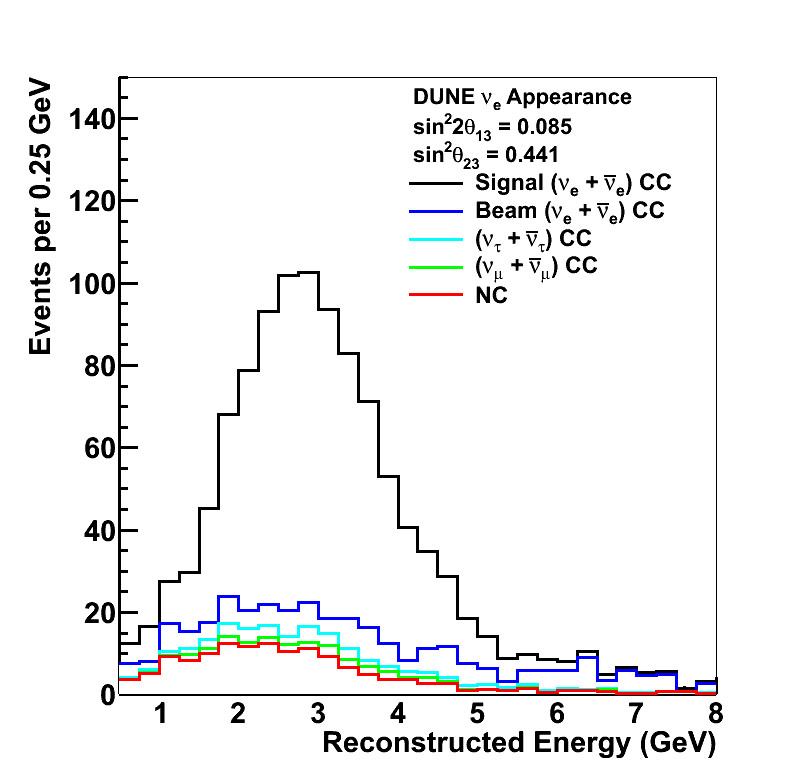 DUNE νe Appearance
sin²2θ13 = 0.085
sin²θ23 = 0.441
Signal (νe + ν̅e) CC
Beam (νe + ν̅e) CC
(ντ + ν̅τ) CC
(νμ + ν̅μ) CC
NC
Events per 0.25 GeV
140
120
100
80
60
40
20
0
1 2 3 4 5 6 7 8
Reconstructed Energy (GeV)